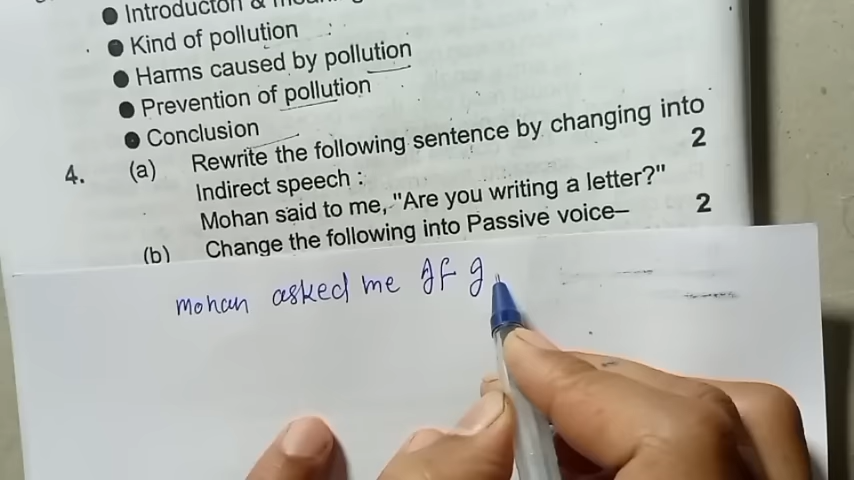 ● Introducton &
● Kind of pollution
● Harms caused by pollution
● Prevention of pollution
● Conclusion
4. (a) Rewrite the following sentence by changing into
Indirect speech : 2
Mohan said to me, "Are you writing a letter?"
(b) Change the following into Passive voice– 2
mohan asked me If I